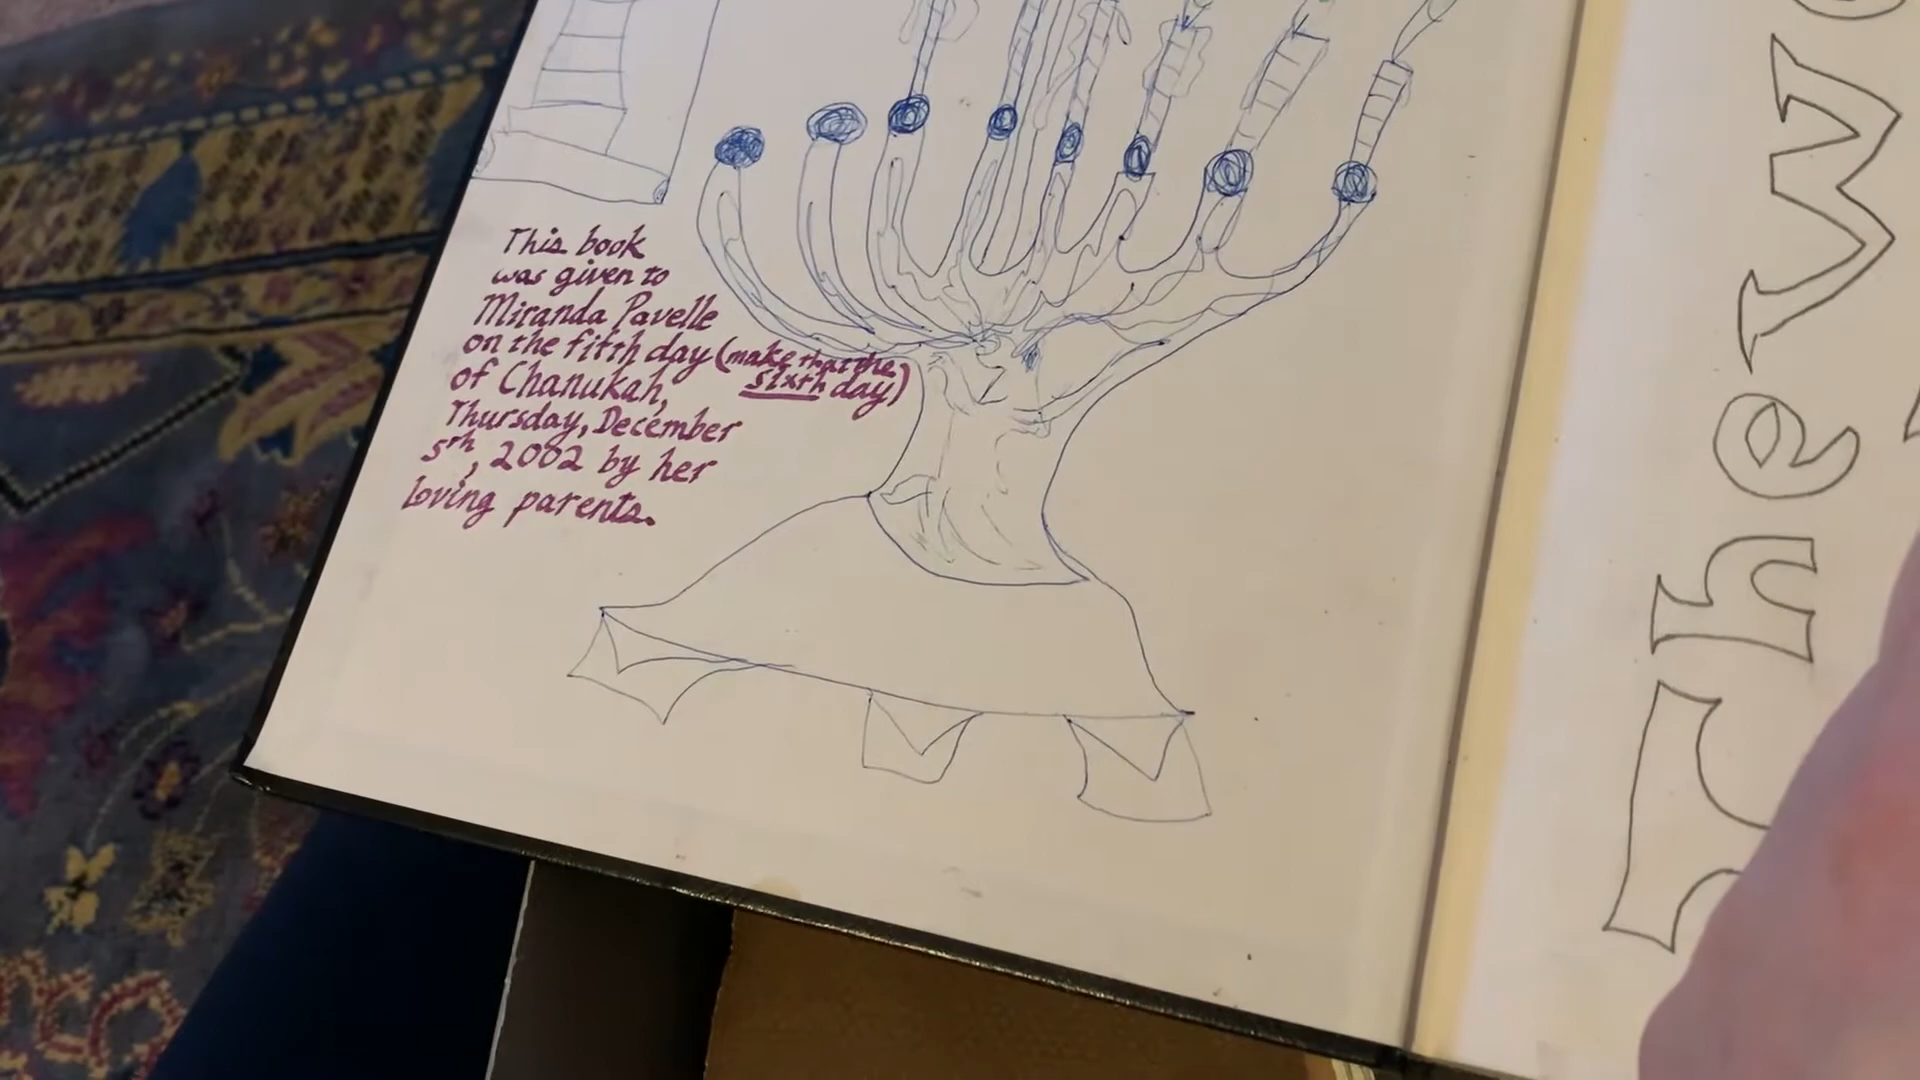 This book
was given to
Miranda Pavelle
on the fifth day (make that the
of Chanukah, sixth day)
Thursday, December
5th, 2002 by her
loving parents.
The W